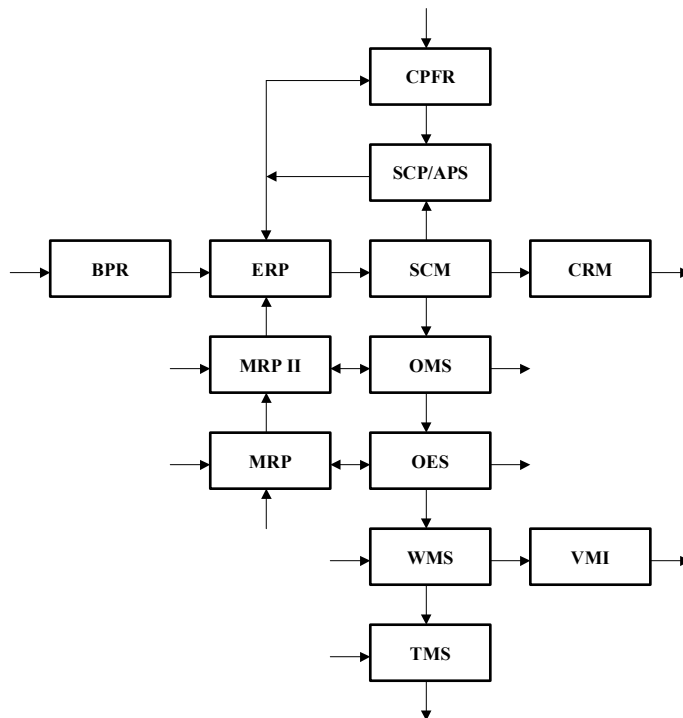 CPFR
SCP/APS
BPR
ERP
SCM
CRM
MRP II
OMS
MRP
OES
WMS
VMI
TMS